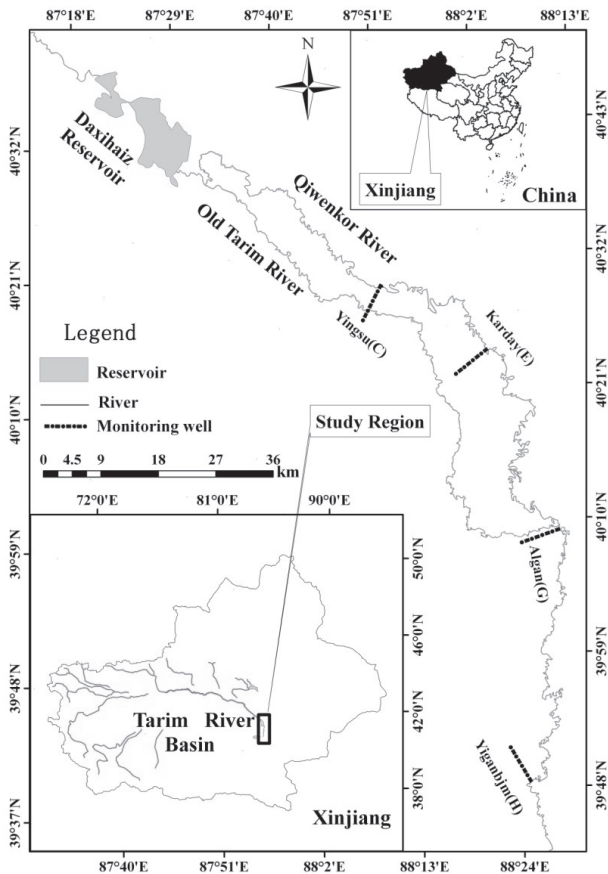 87°18'E
87°29'E
87°40'E
87°51'E
88°2'E
88°13'E
N
40°43'N
Xinjiang
China
40°32'N
Daxihaiz
Reservoir
Qiwenkor River
Old Tarim River
40°32'N
40°21'N
Yingsu(C)
Karday(E)
40°21'N
Legend
Reservoir
River
Monitoring well
40°10'N
Study Region
0 4.5 9 18 27 36
km
72°0'E
81°0'E
90°0'E
40°10'N
Algan(G)
39°59'N
50°0'N
46°0'N
39°59'N
39°48'N
42°0'N
Tarim River
Basin
38°0'N
Yiganbjm(H)
39°48'N
39°37'N
Xinjiang
87°40'E
87°51'E
88°2'E
88°13'E
88°24'E